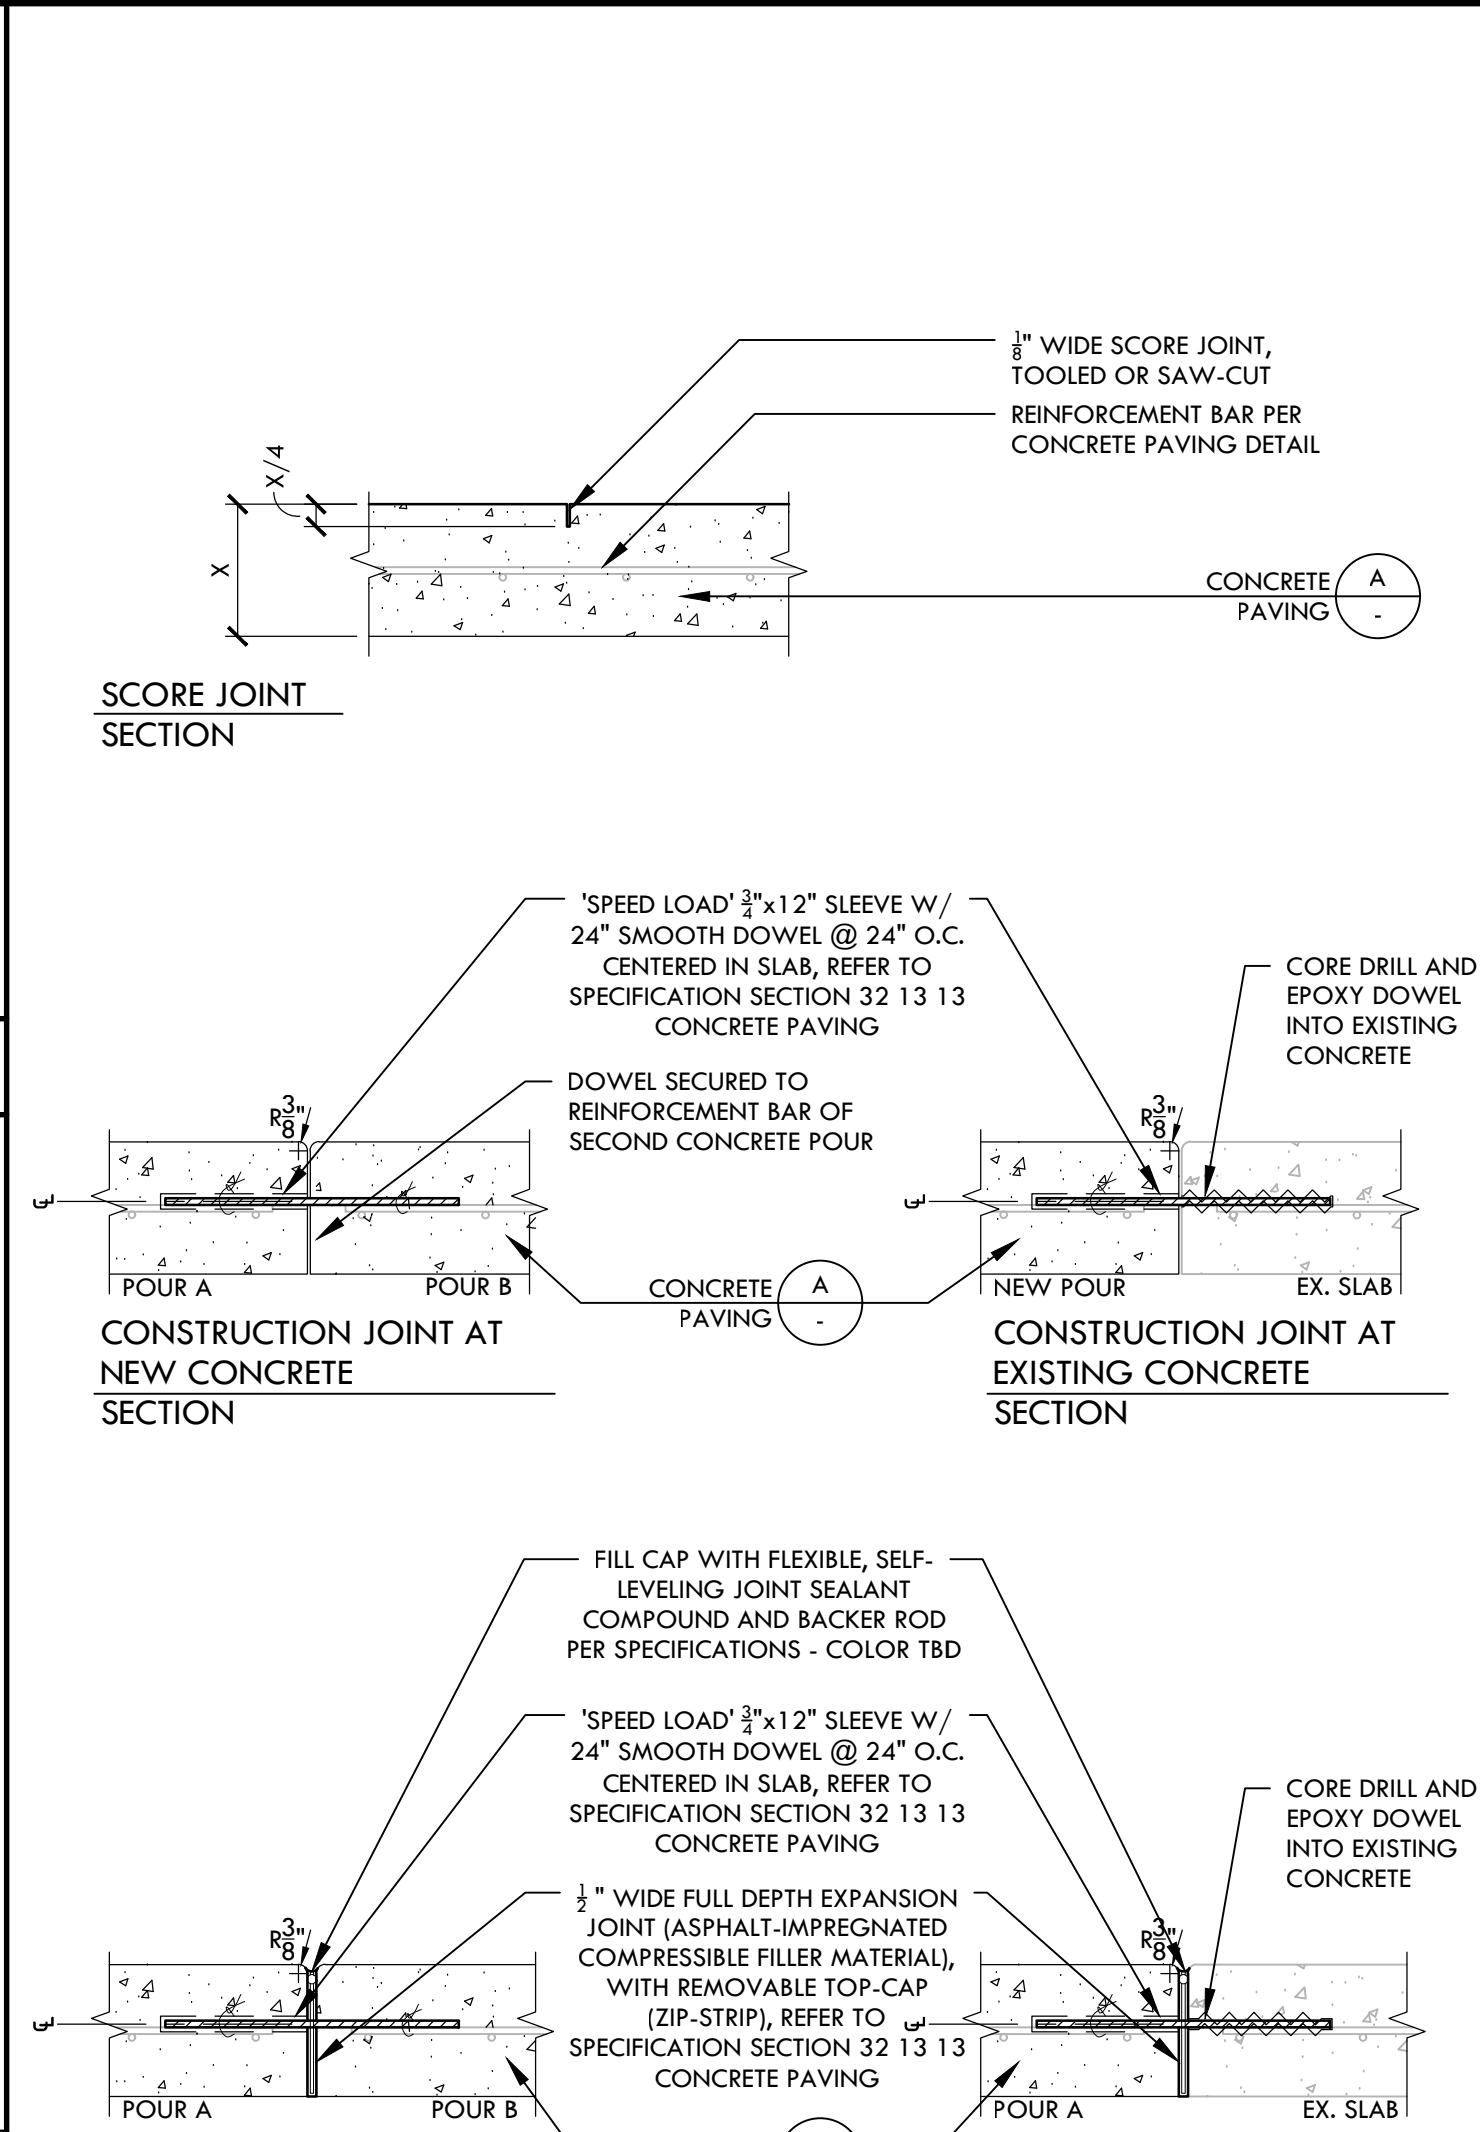 1/8" WIDE SCORE JOINT,
TOOLED OR SAW-CUT
REINFORCEMENT BAR PER
CONCRETE PAVING DETAIL
X/4
X
CONCRETE
PAVING
A
-
SCORE JOINT
SECTION
'SPEED LOAD' 3/4"x12" SLEEVE W/
24" SMOOTH DOWEL @ 24" O.C.
CENTERED IN SLAB, REFER TO
SPECIFICATION SECTION 32 13 13
CONCRETE PAVING
CORE DRILL AND
EPOXY DOWEL
INTO EXISTING
CONCRETE
DOWEL SECURED TO
REINFORCEMENT BAR OF
SECOND CONCRETE POUR
R3/8"
R3/8"
POUR A
POUR B
CONCRETE
PAVING
A
-
NEW POUR
EX. SLAB
CONSTRUCTION JOINT AT
NEW CONCRETE
SECTION
CONSTRUCTION JOINT AT
EXISTING CONCRETE
SECTION
FILL CAP WITH FLEXIBLE, SELF-
LEVELING JOINT SEALANT
COMPOUND AND BACKER ROD
PER SPECIFICATIONS - COLOR TBD
'SPEED LOAD' 3/4"x12" SLEEVE W/
24" SMOOTH DOWEL @ 24" O.C.
CENTERED IN SLAB, REFER TO
SPECIFICATION SECTION 32 13 13
CONCRETE PAVING
CORE DRILL AND
EPOXY DOWEL
INTO EXISTING
CONCRETE
1/2 " WIDE FULL DEPTH EXPANSION
JOINT (ASPHALT-IMPREGNATED
COMPRESSIBLE FILLER MATERIAL),
WITH REMOVABLE TOP-CAP
(ZIP-STRIP), REFER TO
SPECIFICATION SECTION 32 13 13
CONCRETE PAVING
R3/8"
R3/8"
POUR A
POUR B
POUR A
EX. SLAB